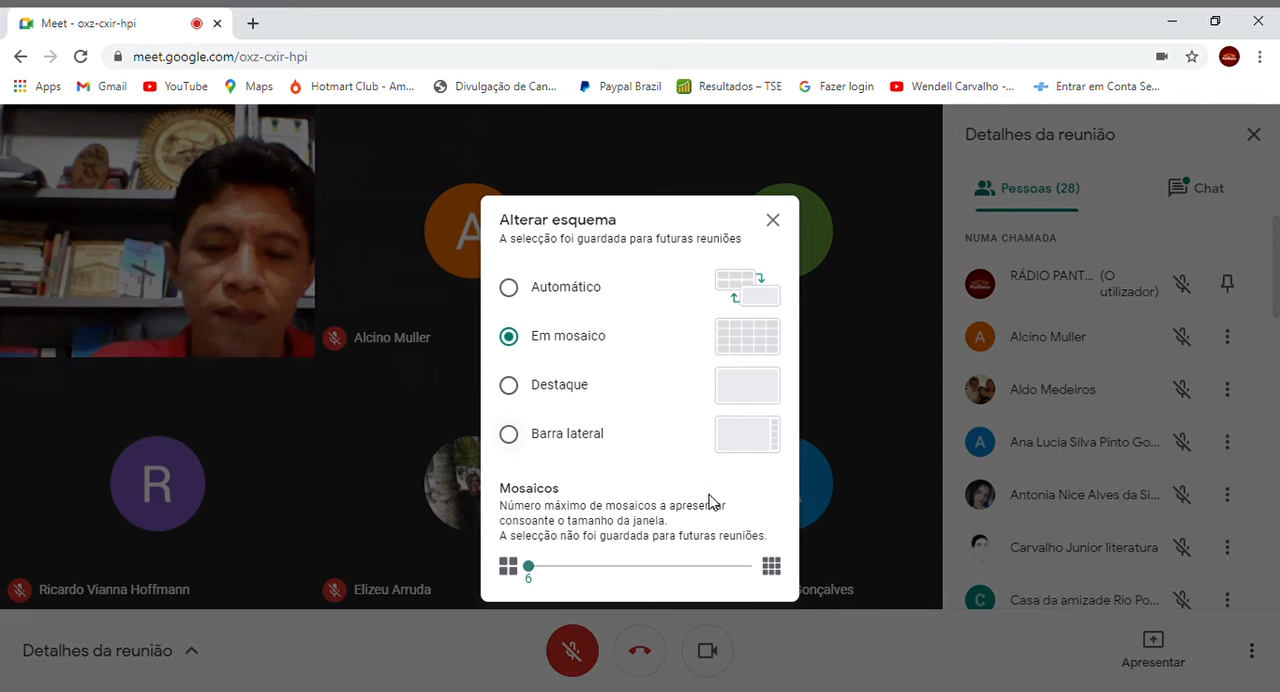 Meet - oxz-cxir-hpi
meet.google.com/oxz-cxir-hpi
Apps
Gmail
YouTube
Maps
Hotmart Club - Am...
Divulgação de Can...
Paypal Brazil
Resultados – TSE
Fazer login
Wendell Carvalho -...
Entrar em Conta Se...
Detalhes da reunião
Pessoas (28)
Chat
NUMA CHAMADA
RÁDIO PANT... (O
utilizador)
Alcino Muller
Aldo Medeiros
Ana Lucia Silva Pinto Go...
Antonia Nice Alves da Si...
Carvalho Junior literatura
C
Casa da amizade Rio Po...
A
A
A
Alcino Muller
R
Ricardo Vianna Hoffmann
Elizeu Arruda
onçalves
Alterar esquema
A selecção foi guardada para futuras reuniões
Automático
Em mosaico
Destaque
Barra lateral
Mosaicos
Número máximo de mosaicos a apresentar
consoante o tamanho da janela.
A selecção não foi guardada para futuras reuniões.
6
Detalhes da reunião
Apresentar